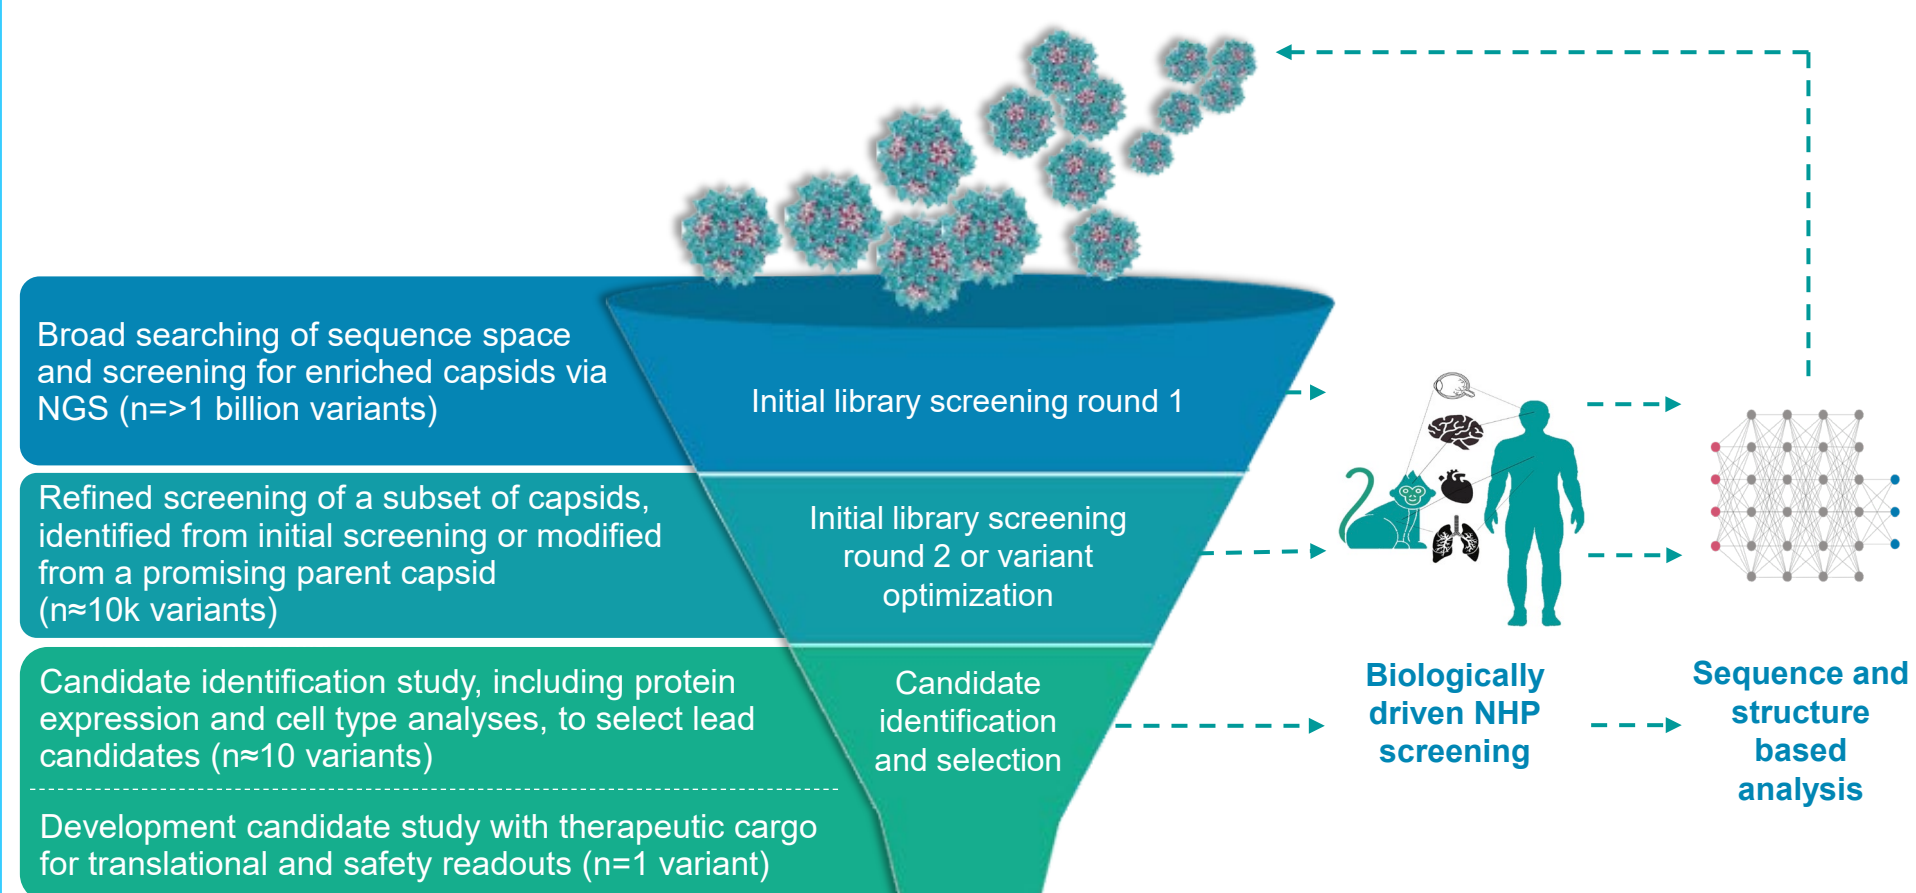 Broad searching of sequence space
and screening for enriched capsids via
NGS (n=>1 billion variants)
Initial library screening round 1
Refined screening of a subset of capsids,
identified from initial screening or modified
from a promising parent capsid
(n≈10k variants)
Initial library screening
round 2 or variant
optimization
Candidate identification study, including protein
expression and cell type analyses, to select lead
candidates (n≈10 variants)
Development candidate study with therapeutic cargo
for translational and safety readouts (n=1 variant)
Candidate
identification
and selection
Biologically
driven NHP
screening
Sequence and
structure
based
analysis